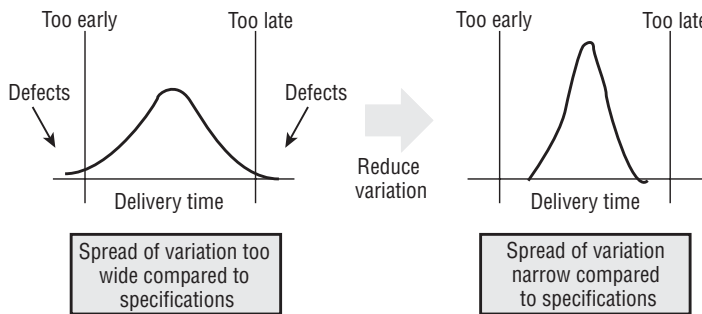 Too early
Too late
Defects
Defects
Delivery time
Spread of variation too
wide compared to
specifications
Reduce
variation
Too early
Too late
Delivery time
Spread of variation
narrow compared
to specifications